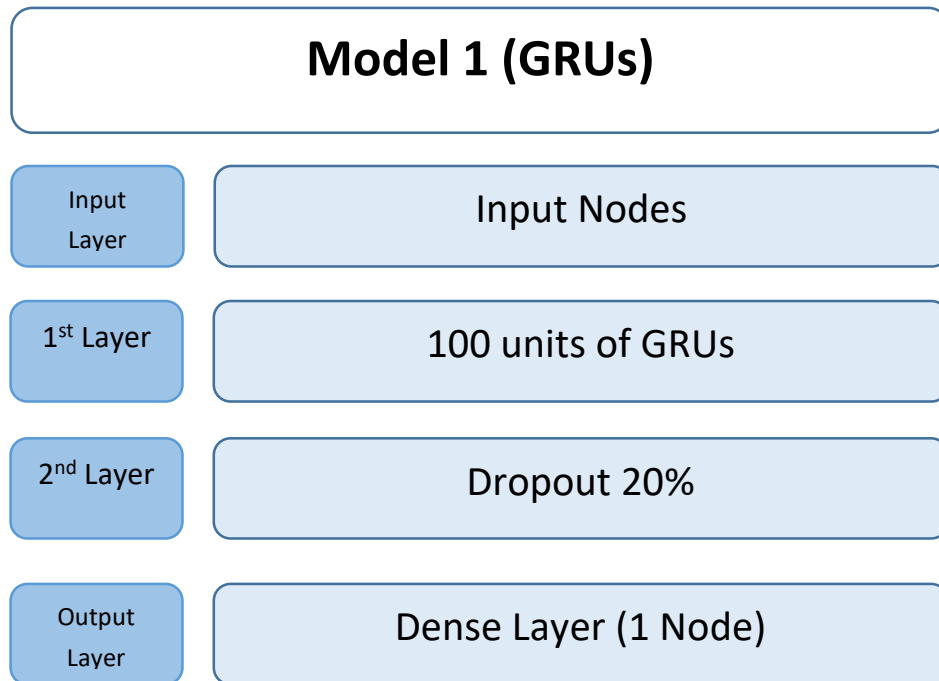 Model 1 (GRUs)
Input
Layer
Input Nodes
1st Layer
100 units of GRUs
2nd Layer
Dropout 20%
Output
Layer
Dense Layer (1 Node)